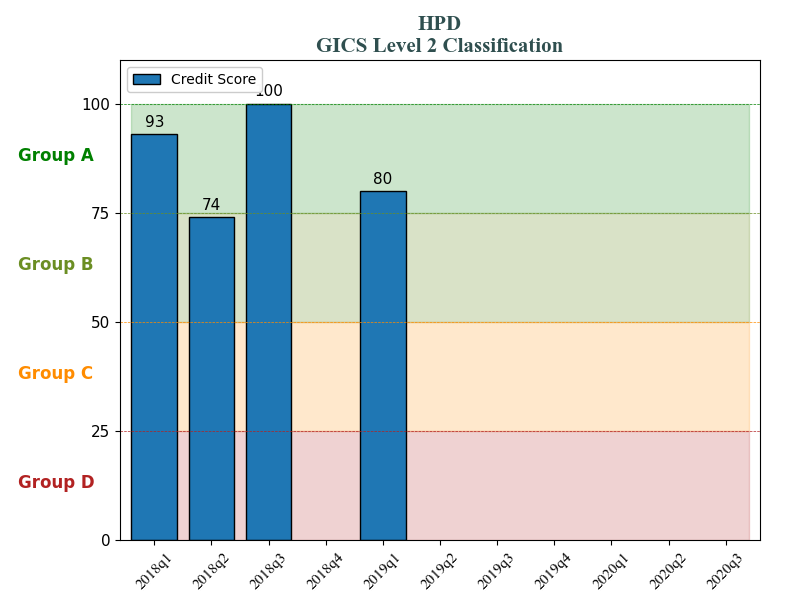 HPD
GICS Level 2 Classification
Credit Score
100
93
80
74
100
75
50
25
0
Group A
Group B
Group C
Group D
2018q1
2018q2
2018q3
2018q4
2019q1
2019q2
2019q3
2019q4
2020q1
2020q2
2020q3